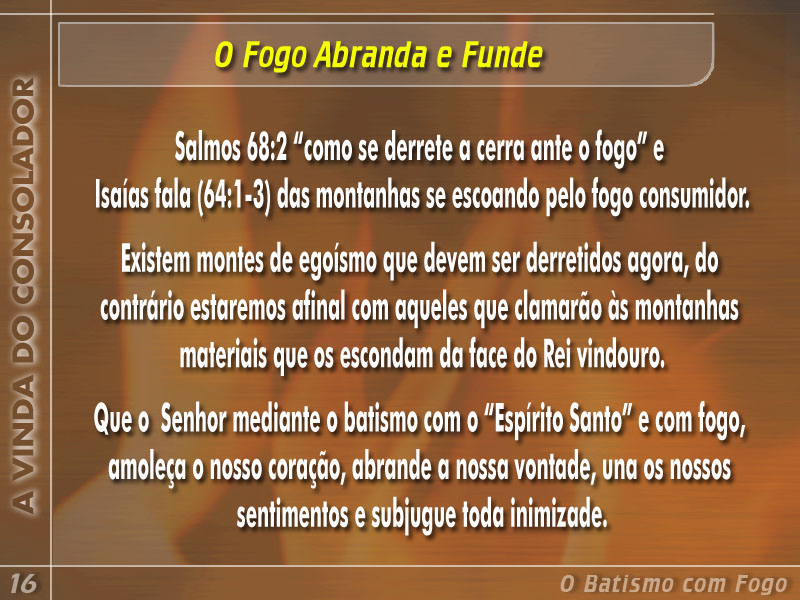 O Fogo Abranda e Funde
A VINDA DO CONSOLADOR
Salmos 68:2 “como se derrete a cerra ante o fogo” e
Isaías fala (64:1-3) das montanhas se escoando pelo fogo consumidor.
Existem montes de egoísmo que devem ser derretidos agora, do
contrário estaremos afinal com aqueles que clamarão às montanhas
materiais que os escondam da face do Rei vindouro.
Que o Senhor mediante o batismo com o “Espírito Santo” e com fogo,
amoleça o nosso coração, abrande a nossa vontade, una os nossos
sentimentos e subjugue toda inimizade.
16
O Batismo com Fogo